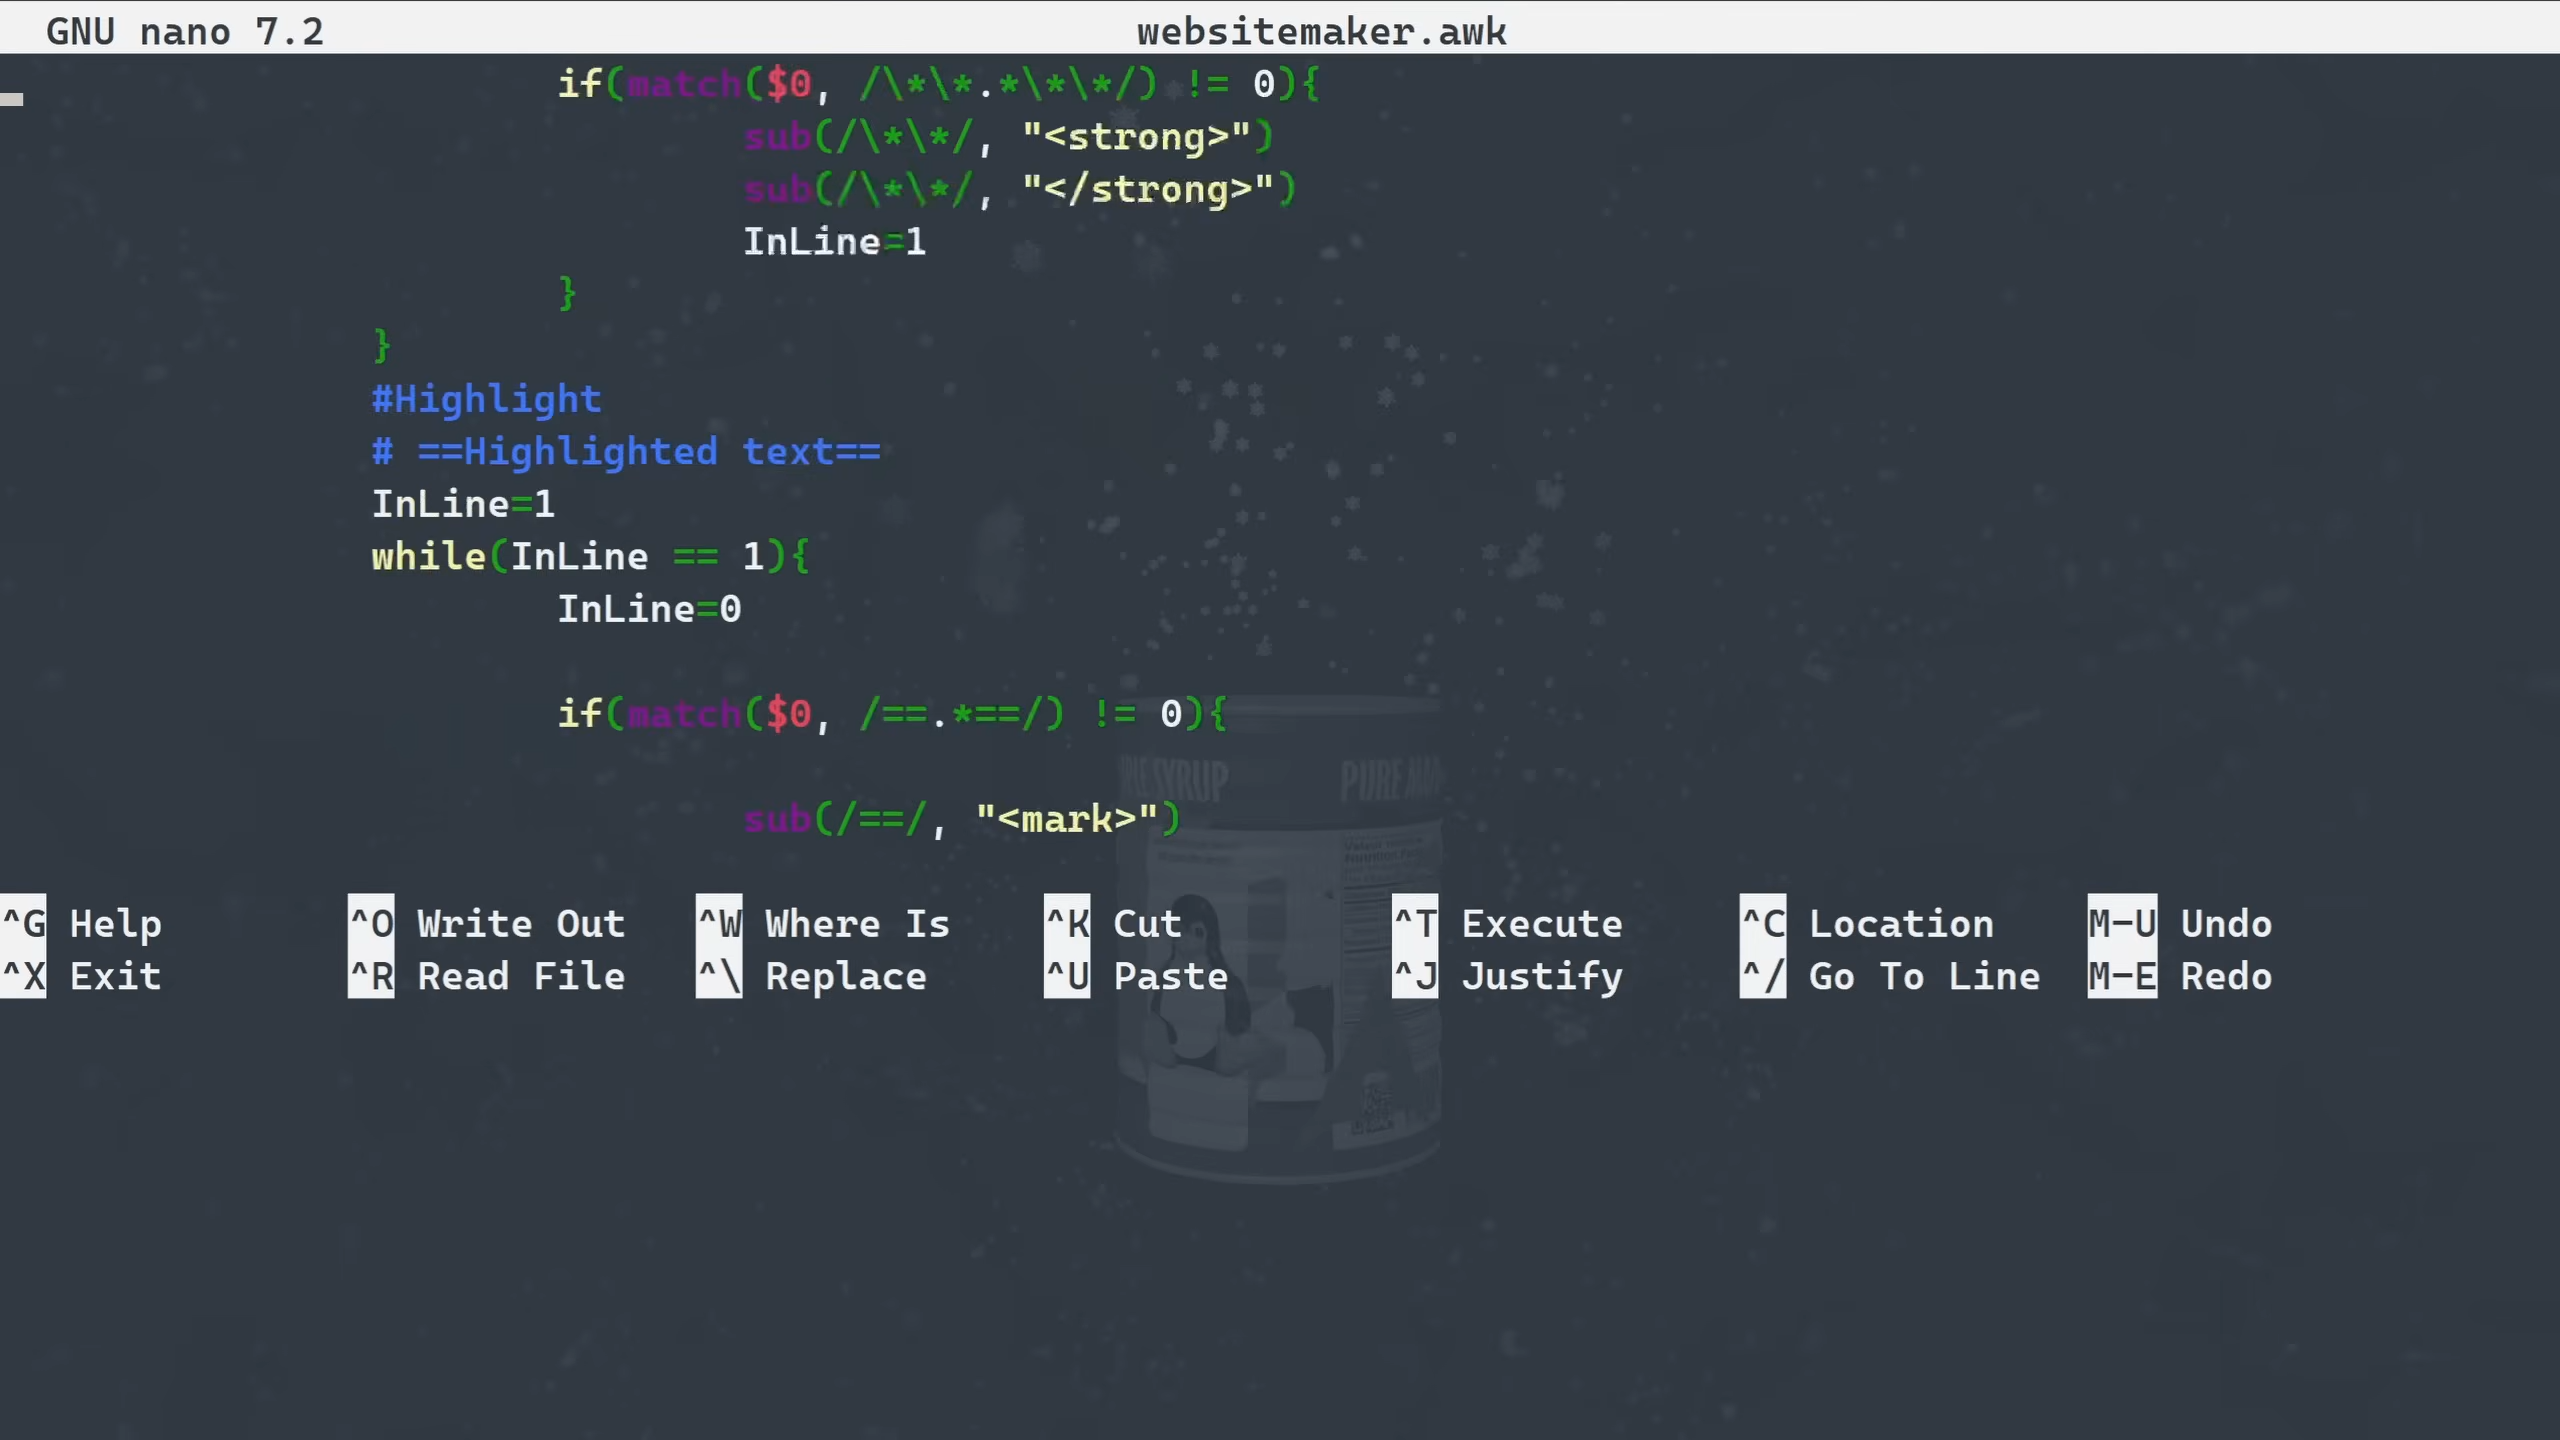 GNU nano 7.2 websitemaker.awk
if(match($0, /\*\*.*\*\*/) != 0){
sub(/\*\*/, "<strong>")
sub(/\*\*/, "</strong>")
InLine=1
}
}
#Highlight
# ==Highlighted text==
InLine=1
while(InLine == 1){
InLine=0
if(match($0, /==.*==/) != 0){
SYRUP PURE
sub(/==/, "<mark>")
^G Help ^O Write Out ^W Where Is ^K Cut ^T Execute ^C Location M-U Undo
^X Exit ^R Read File ^\ Replace ^U Paste ^J Justify ^/ Go To Line M-E Redo